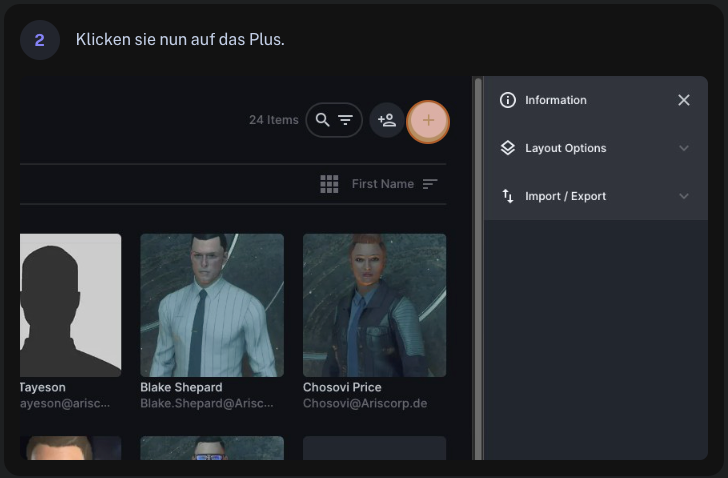 2
Klicken sie nun auf das Plus.
24 Items
Information
Layout Options
First Name
Import / Export
Tayeson
Blake Shepard
Chosovi Price
ayeson@arisc...
Blake.Shepard@Arisc...
Chosovi@Ariscorp.de